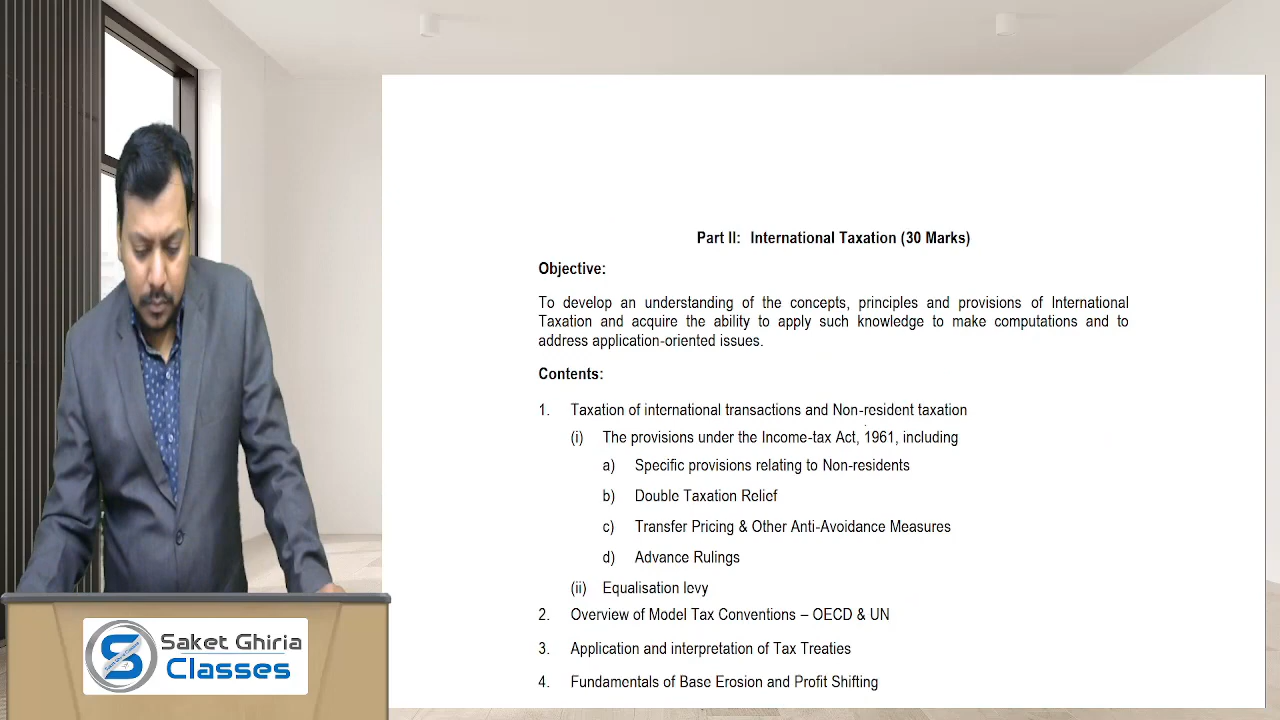 Part II: International Taxation (30 Marks)
Objective:
To develop an understanding of the concepts, principles and provisions of International
Taxation and acquire the ability to apply such knowledge to make computations and to
address application-oriented issues.
Contents:
1. Taxation of international transactions and Non-resident taxation
(i) The provisions under the Income-tax Act, 1961, including
a) Specific provisions relating to Non-residents
b) Double Taxation Relief
c) Transfer Pricing & Other Anti-Avoidance Measures
d) Advance Rulings
(ii) Equalisation levy
2. Overview of Model Tax Conventions – OECD & UN
3. Application and interpretation of Tax Treaties
4. Fundamentals of Base Erosion and Profit Shifting
Saket Ghiria
Classes